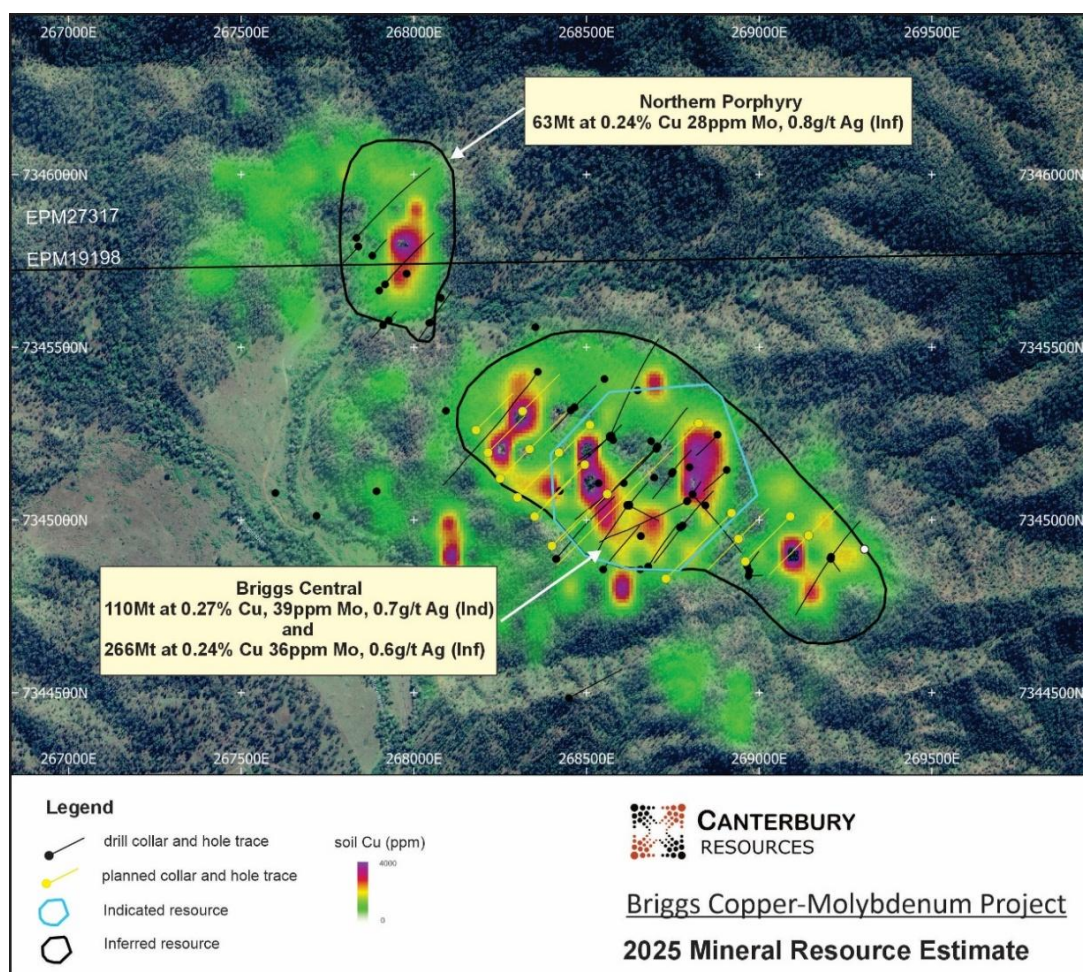 267000E 267500E 268000E 268500E 269000E 269500E
Northern Porphyry
63Mt at 0.24% Cu 28ppm Mo, 0.8g/t Ag (Inf)
7346000N 7346000N
EPM27317
EPM19198
7345500N 7345500N
7345000N 7345000N
Briggs Central
110Mt at 0.27% Cu, 39ppm Mo, 0.7g/t Ag (Ind)
and
266Mt at 0.24% Cu 36ppm Mo, 0.6g/t Ag (Inf)
7344500N 7344500N
267000E 267500E 268000E 268500E 269000E 269500E
Legend
drill collar and hole trace
planned collar and hole trace
Indicated resource
Inferred resource
soil Cu (ppm)
4000
0
CANTERBURY
RESOURCES
Briggs Copper-Molybdenum Project
2025 Mineral Resource Estimate